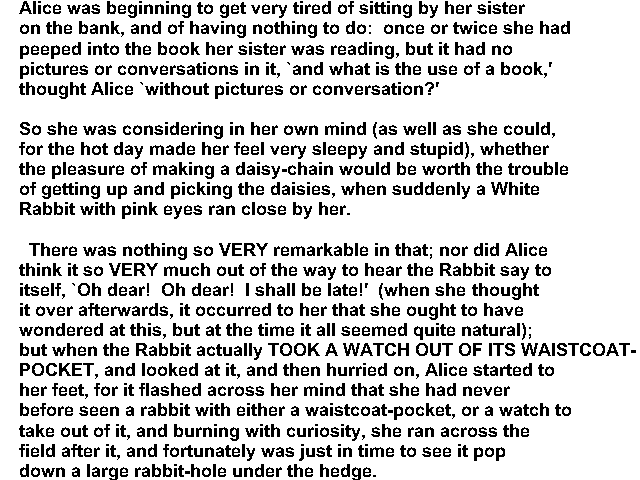 Alice was beginning to get very tired of sitting by her sister
on the bank, and of having nothing to do:  once or twice she had
peeped into the book her sister was reading, but it had no
pictures or conversations in it, `and what is the use of a book,'
thought Alice `without pictures or conversation?'

So she was considering in her own mind (as well as she could,
for the hot day made her feel very sleepy and stupid), whether
the pleasure of making a daisy-chain would be worth the trouble
of getting up and picking the daisies, when suddenly a White
Rabbit with pink eyes ran close by her.

  There was nothing so VERY remarkable in that; nor did Alice
think it so VERY much out of the way to hear the Rabbit say to
itself, `Oh dear!  Oh dear!  I shall be late!'  (when she thought
it over afterwards, it occurred to her that she ought to have
wondered at this, but at the time it all seemed quite natural);
but when the Rabbit actually TOOK A WATCH OUT OF ITS WAISTCOAT-
POCKET, and looked at it, and then hurried on, Alice started to
her feet, for it flashed across her mind that she had never
before seen a rabbit with either a waistcoat-pocket, or a watch to
take out of it, and burning with curiosity, she ran across the
field after it, and fortunately was just in time to see it pop
down a large rabbit-hole under the hedge.